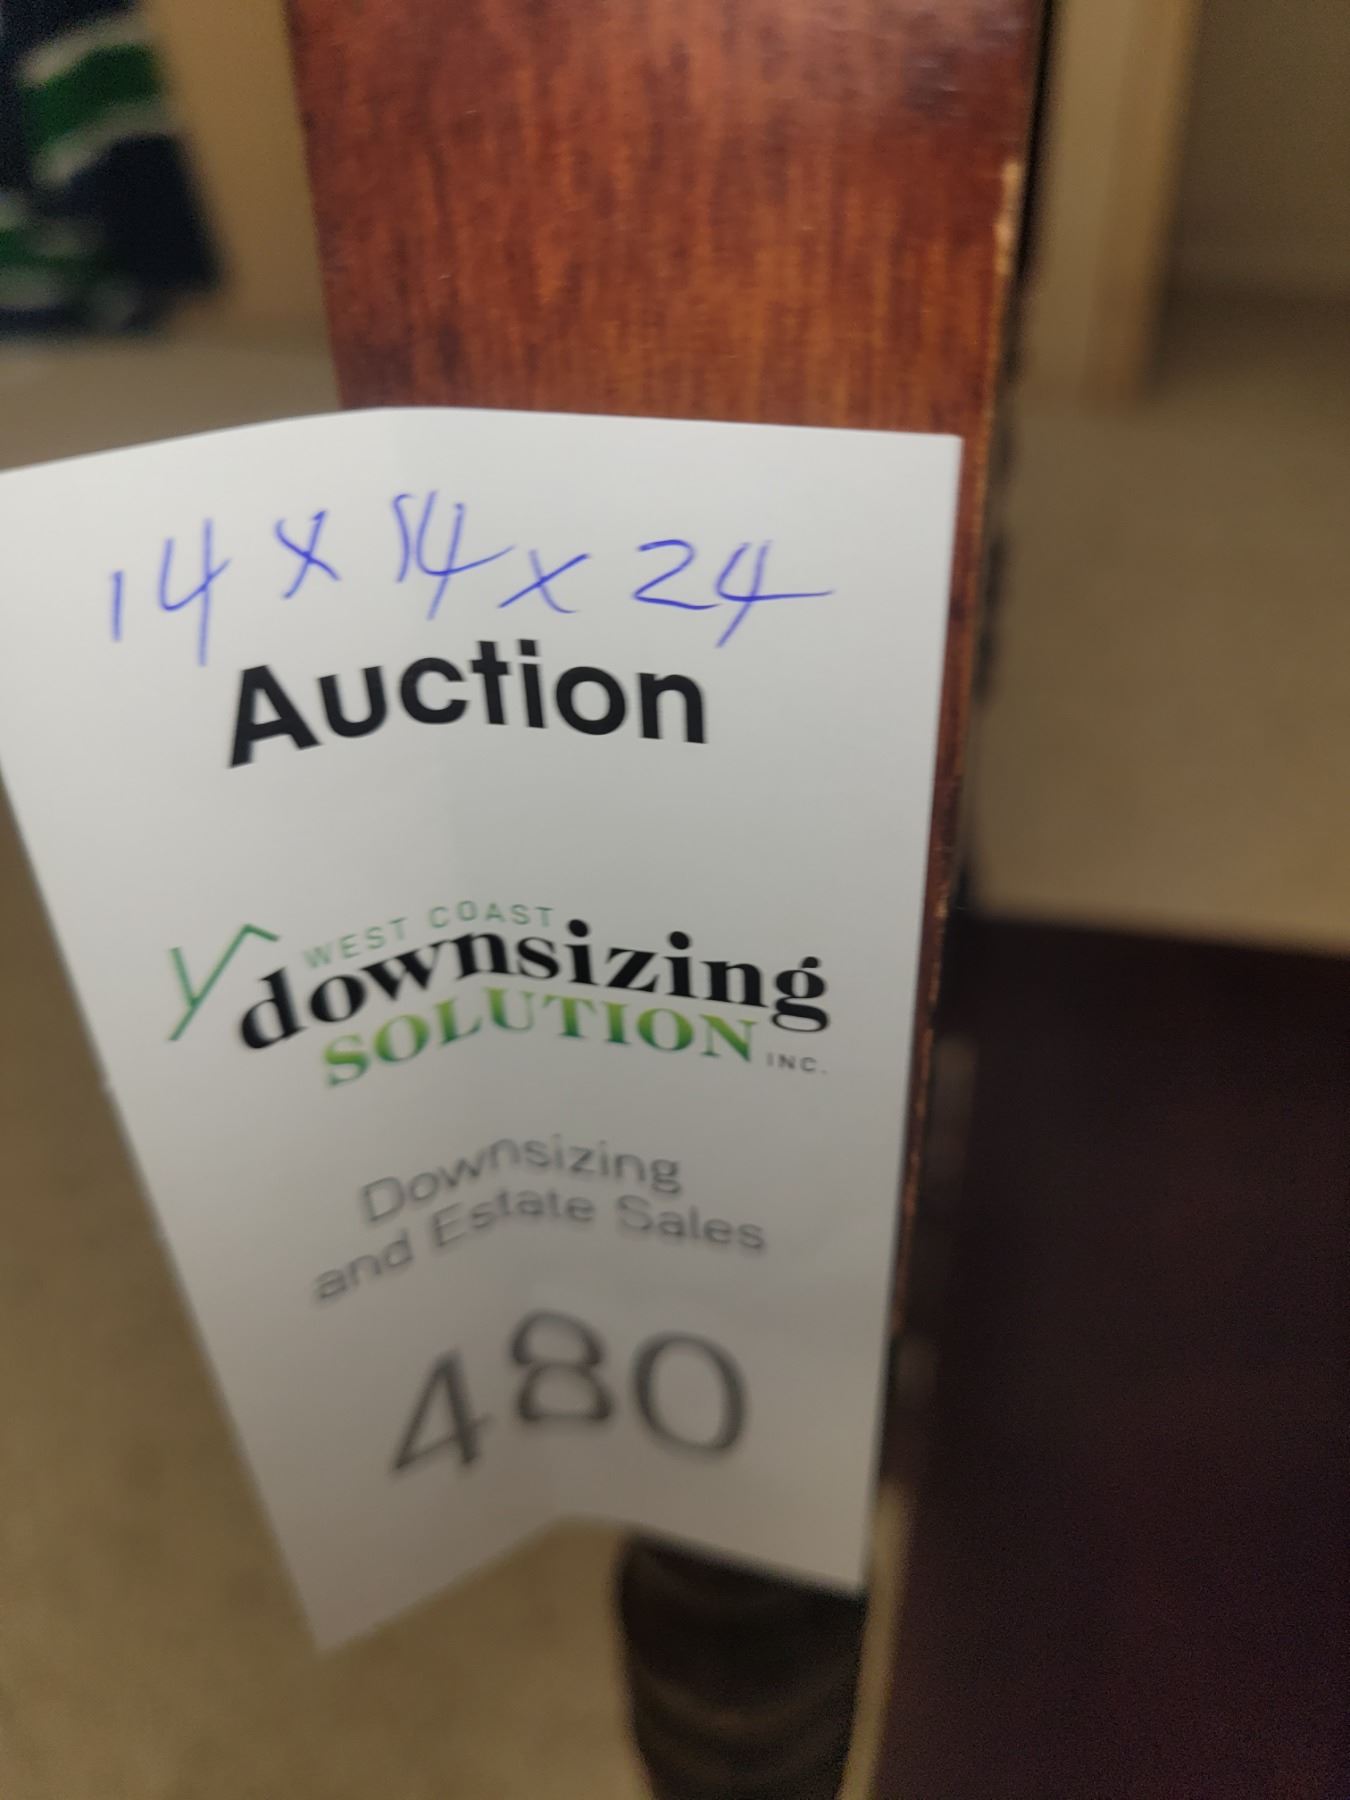 14 x 14 x 24
Auction
WEST COAST
downsizing
SOLUTION INC.
Downsizing
and Estate Sales
480